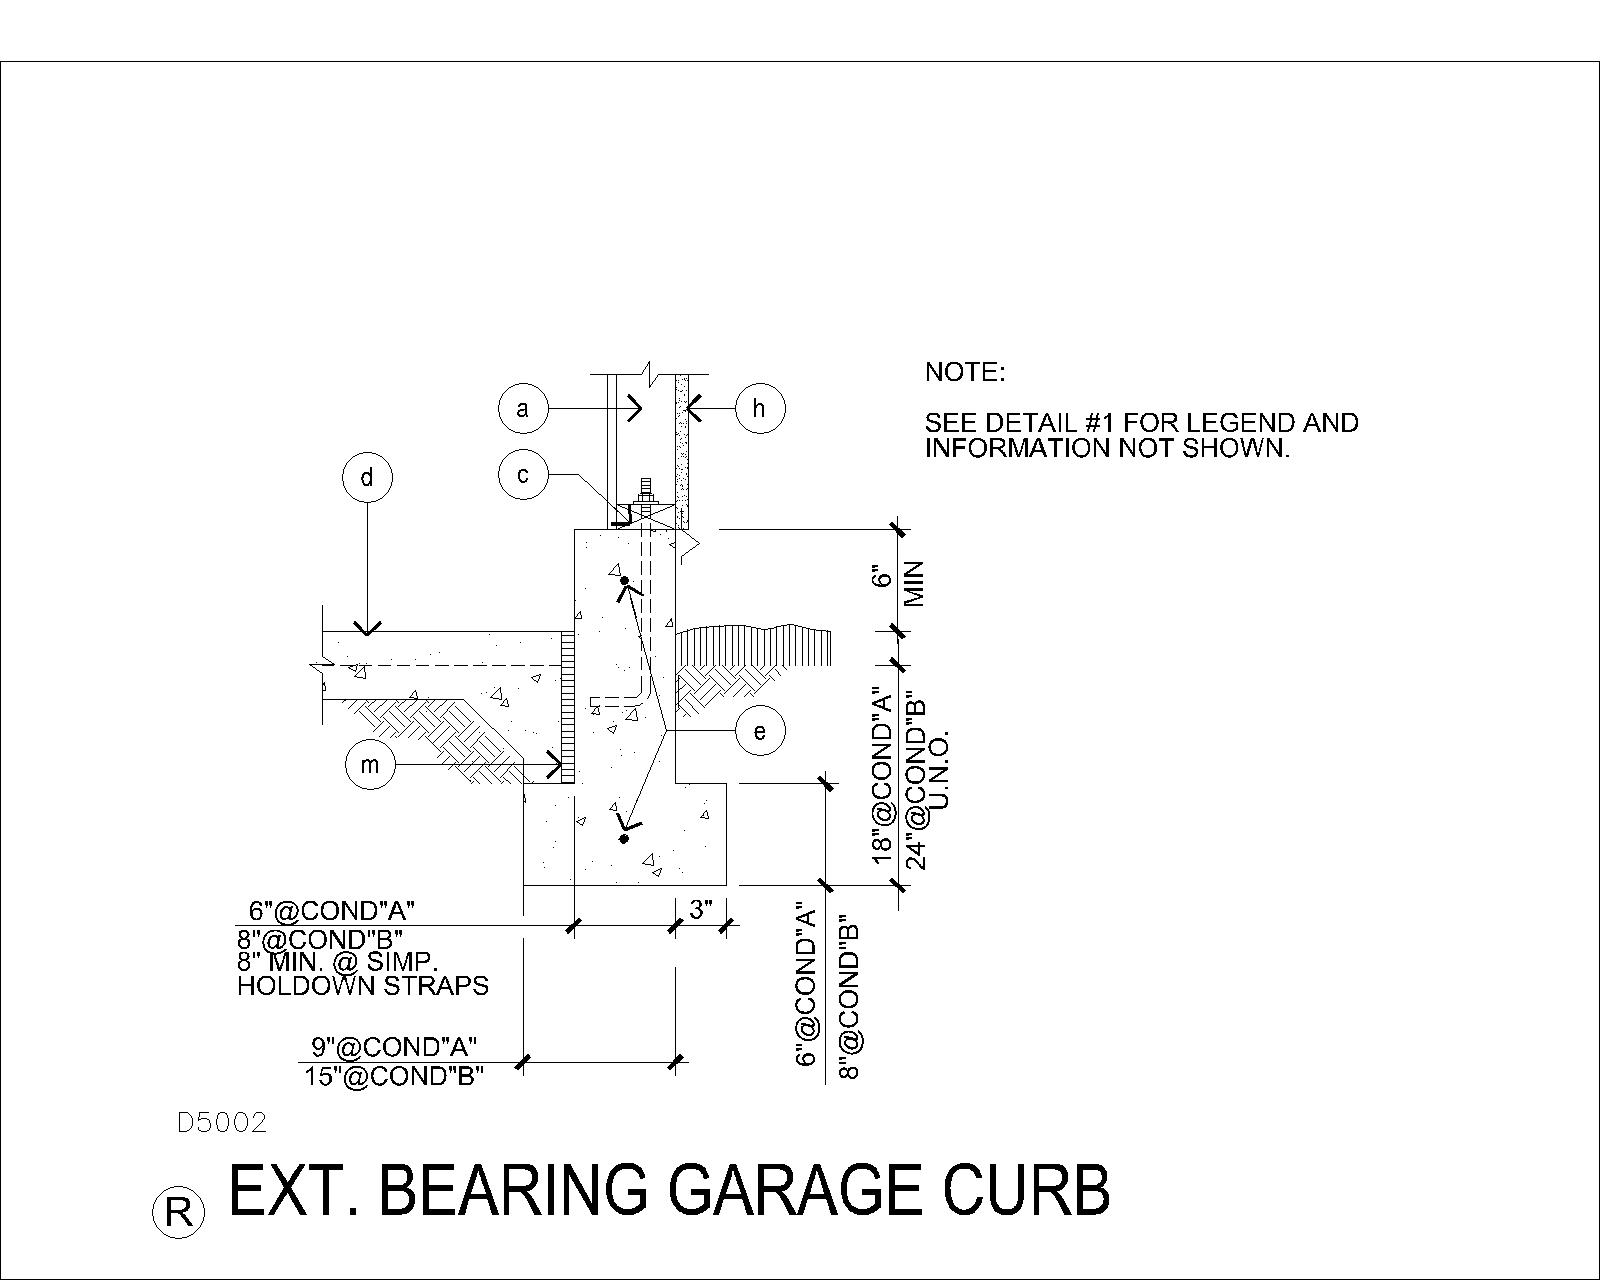 a
h
c
d
m
e
NOTE:
SEE DETAIL #1 FOR LEGEND AND
INFORMATION NOT SHOWN.
6"
MIN
18"@COND"A"
24"@COND"B"
U.N.O.
6"@COND"A"
8"@COND"B"
3"
6"@COND"A"
8"@COND"B"
8" MIN. @ SIMP.
HOLDOWN STRAPS
9"@COND"A"
15"@COND"B"
D5002
R EXT. BEARING GARAGE CURB